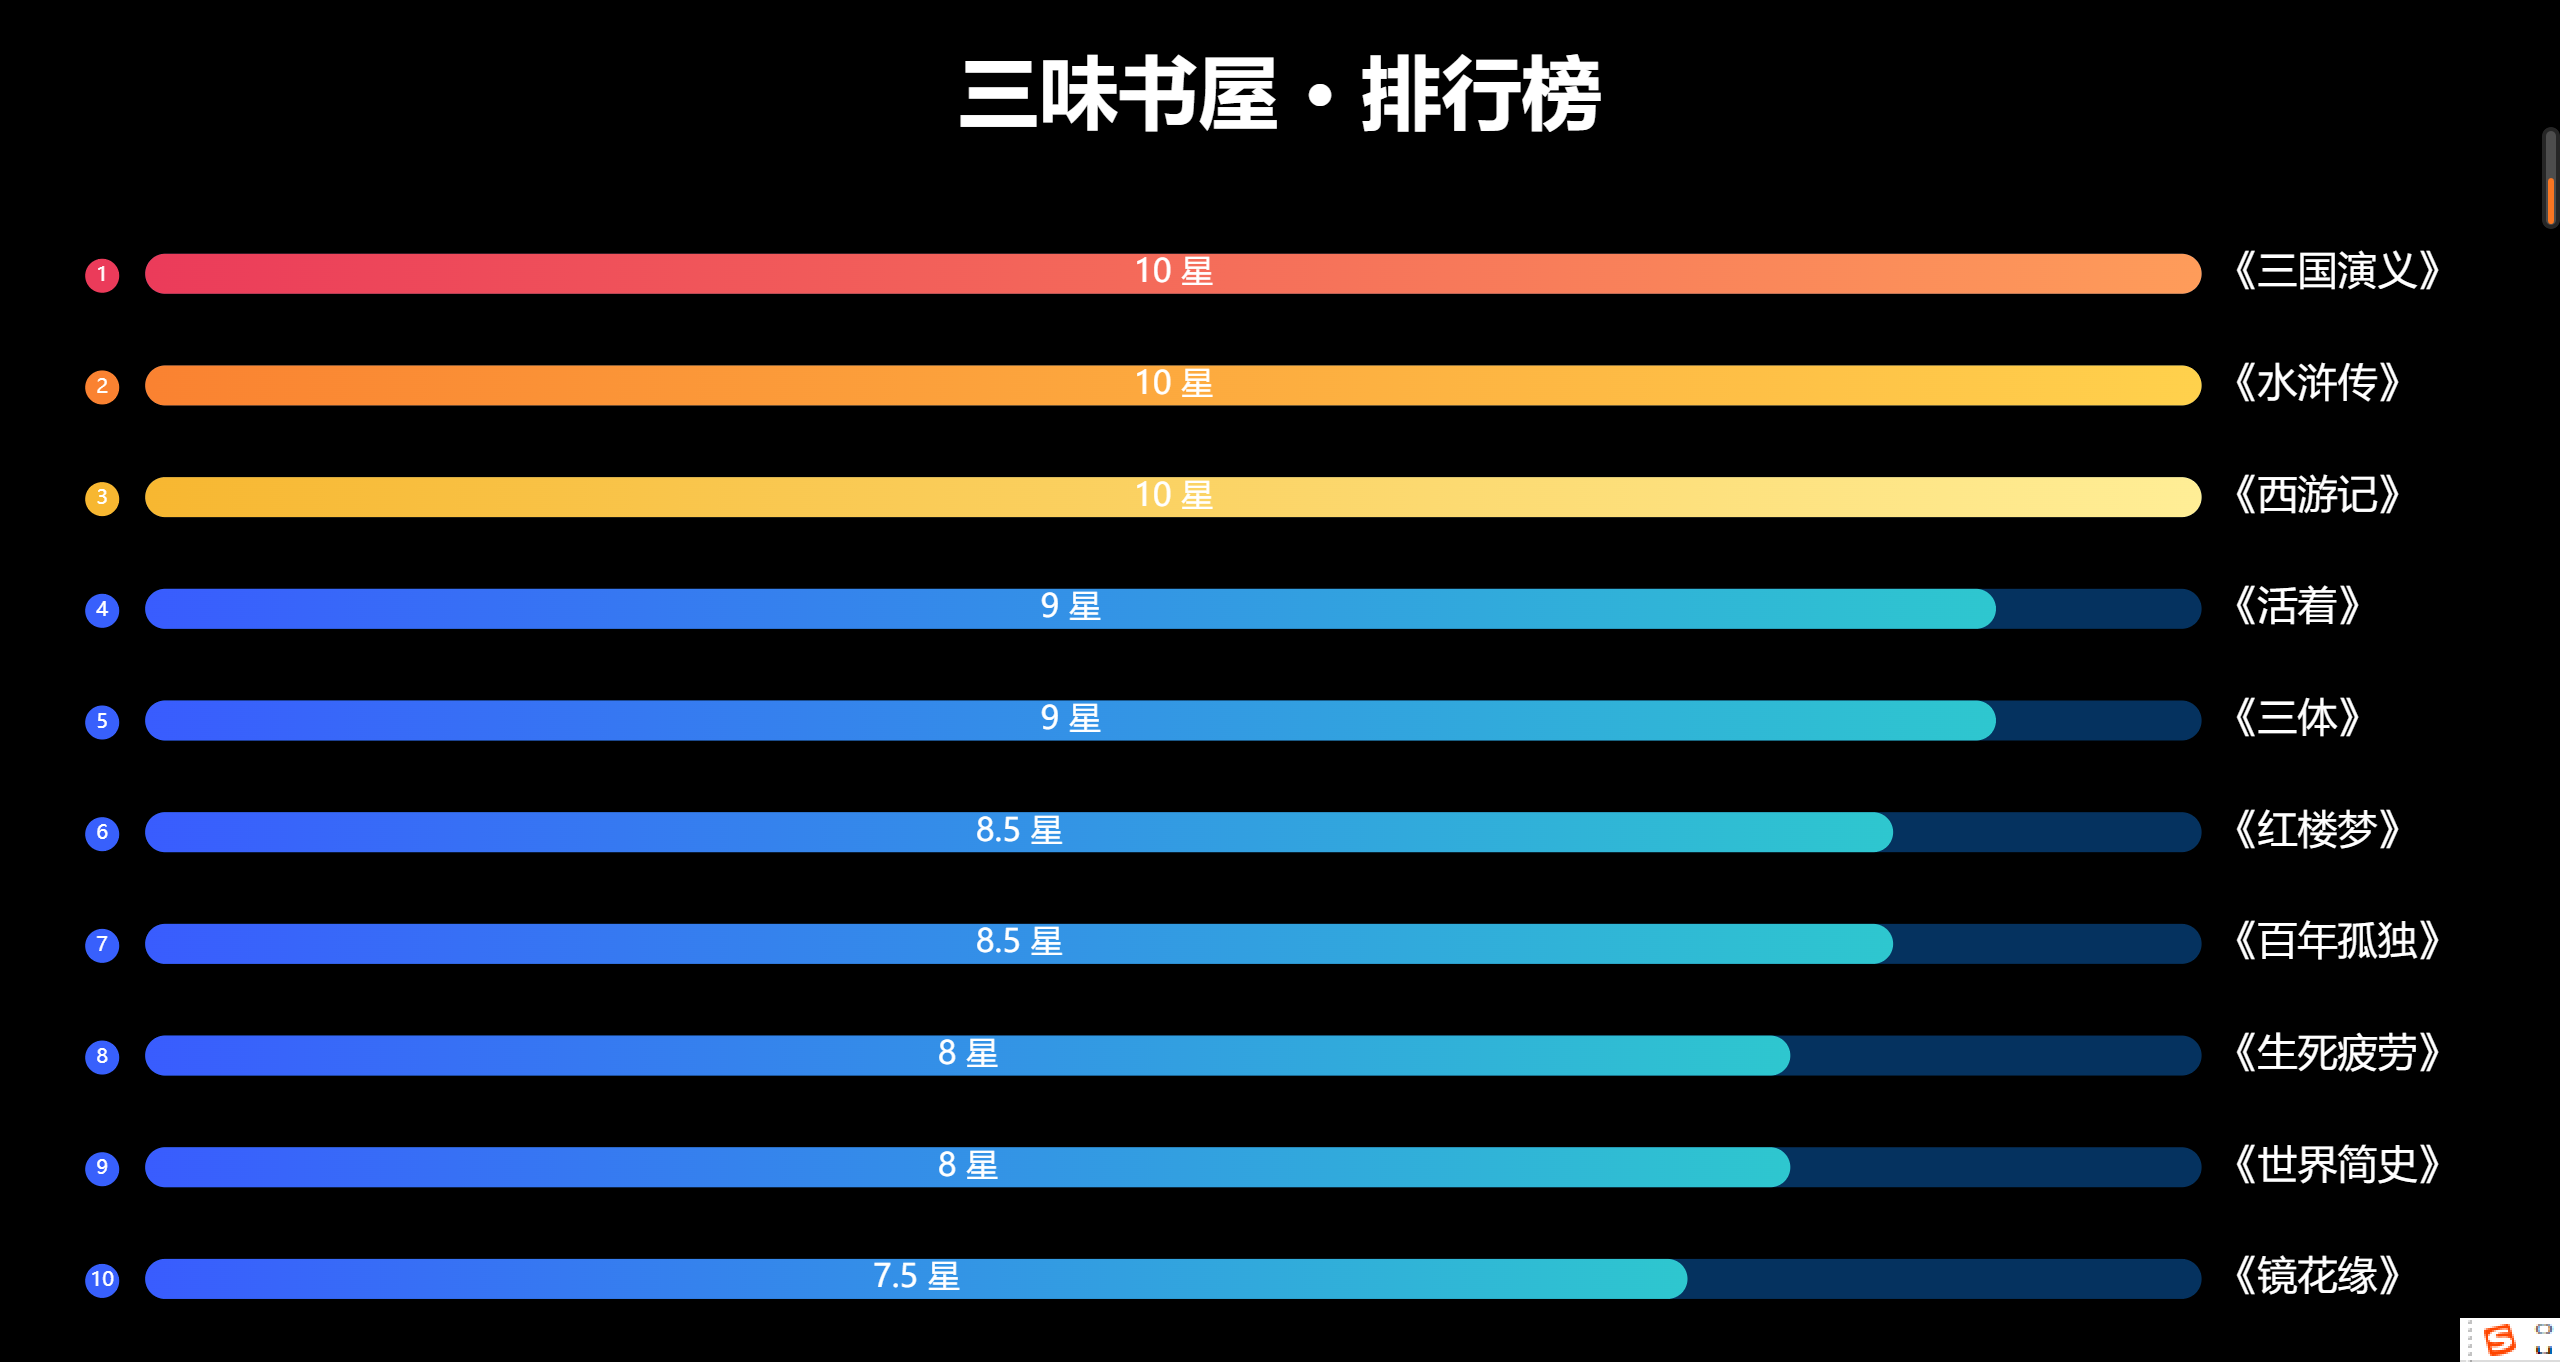 三味书屋·排行榜
1 10 星 《三国演义》
2 10 星 《水浒传》
3 10 星 《西游记》
4 9 星 《活着》
5 9 星 《三体》
6 8.5 星 《红楼梦》
7 8.5 星 《百年孤独》
8 8 星 《生死疲劳》
9 8 星 《世界简史》
10 7.5 星 《镜花缘》